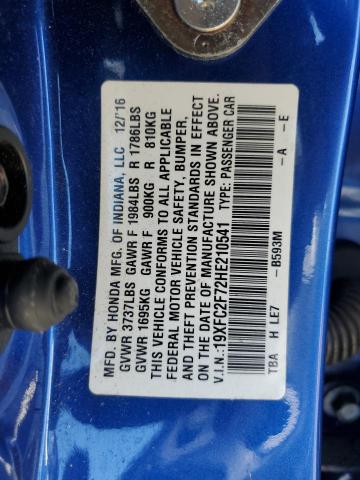 MFD. BY HONDA MFG. OF INDIANA, LLC 12/'16
GVWR 3737LBS GAWR F 1984LBS R 1786LBS
GVWR 1695KG GAWR F 900KG R 810KG
THIS VEHICLE CONFORMS TO ALL APPLICABLE
FEDERAL MOTOR VEHICLE SAFETY, BUMPER,
AND THEFT PREVENTION STANDARDS IN EFFECT
ON THE DATE OF MANUFACTURE SHOWN ABOVE.
V.I.N.:19XFC2F72HE210541 TYPE: PASSENGER CAR
-B593M -A -E
TBA H LE7